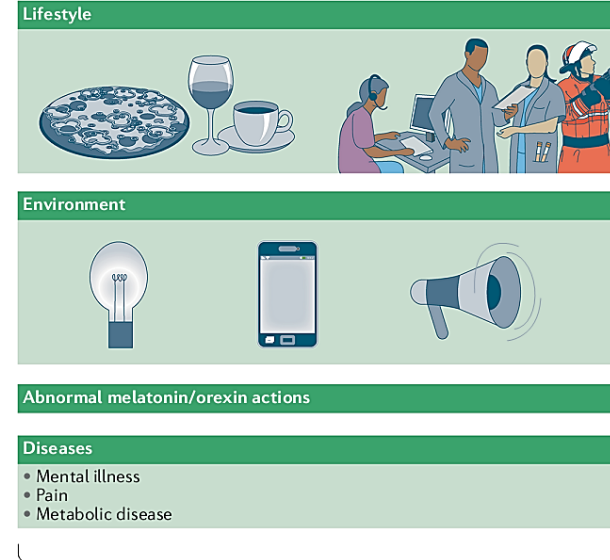 Lifestyle
Environment
Abnormal melatonin/orexin actions
Diseases
• Mental illness
• Pain
• Metabolic disease